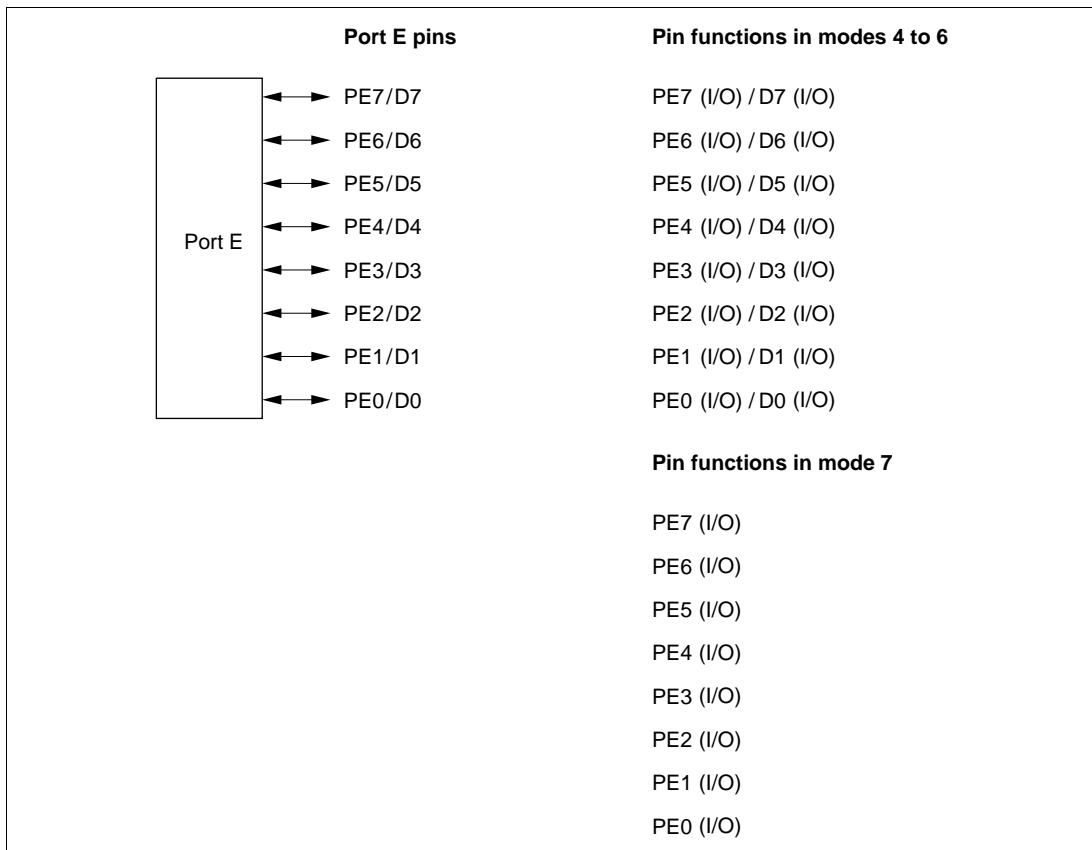 Port E pins Pin functions in modes 4 to 6
PE7/D7 PE7 (I/O) / D7 (I/O)
PE6/D6 PE6 (I/O) / D6 (I/O)
PE5/D5 PE5 (I/O) / D5 (I/O)
PE4/D4 PE4 (I/O) / D4 (I/O)
Port E
PE3/D3 PE3 (I/O) / D3 (I/O)
PE2/D2 PE2 (I/O) / D2 (I/O)
PE1/D1 PE1 (I/O) / D1 (I/O)
PE0/D0 PE0 (I/O) / D0 (I/O)
Pin functions in mode 7
PE7 (I/O)
PE6 (I/O)
PE5 (I/O)
PE4 (I/O)
PE3 (I/O)
PE2 (I/O)
PE1 (I/O)
PE0 (I/O)